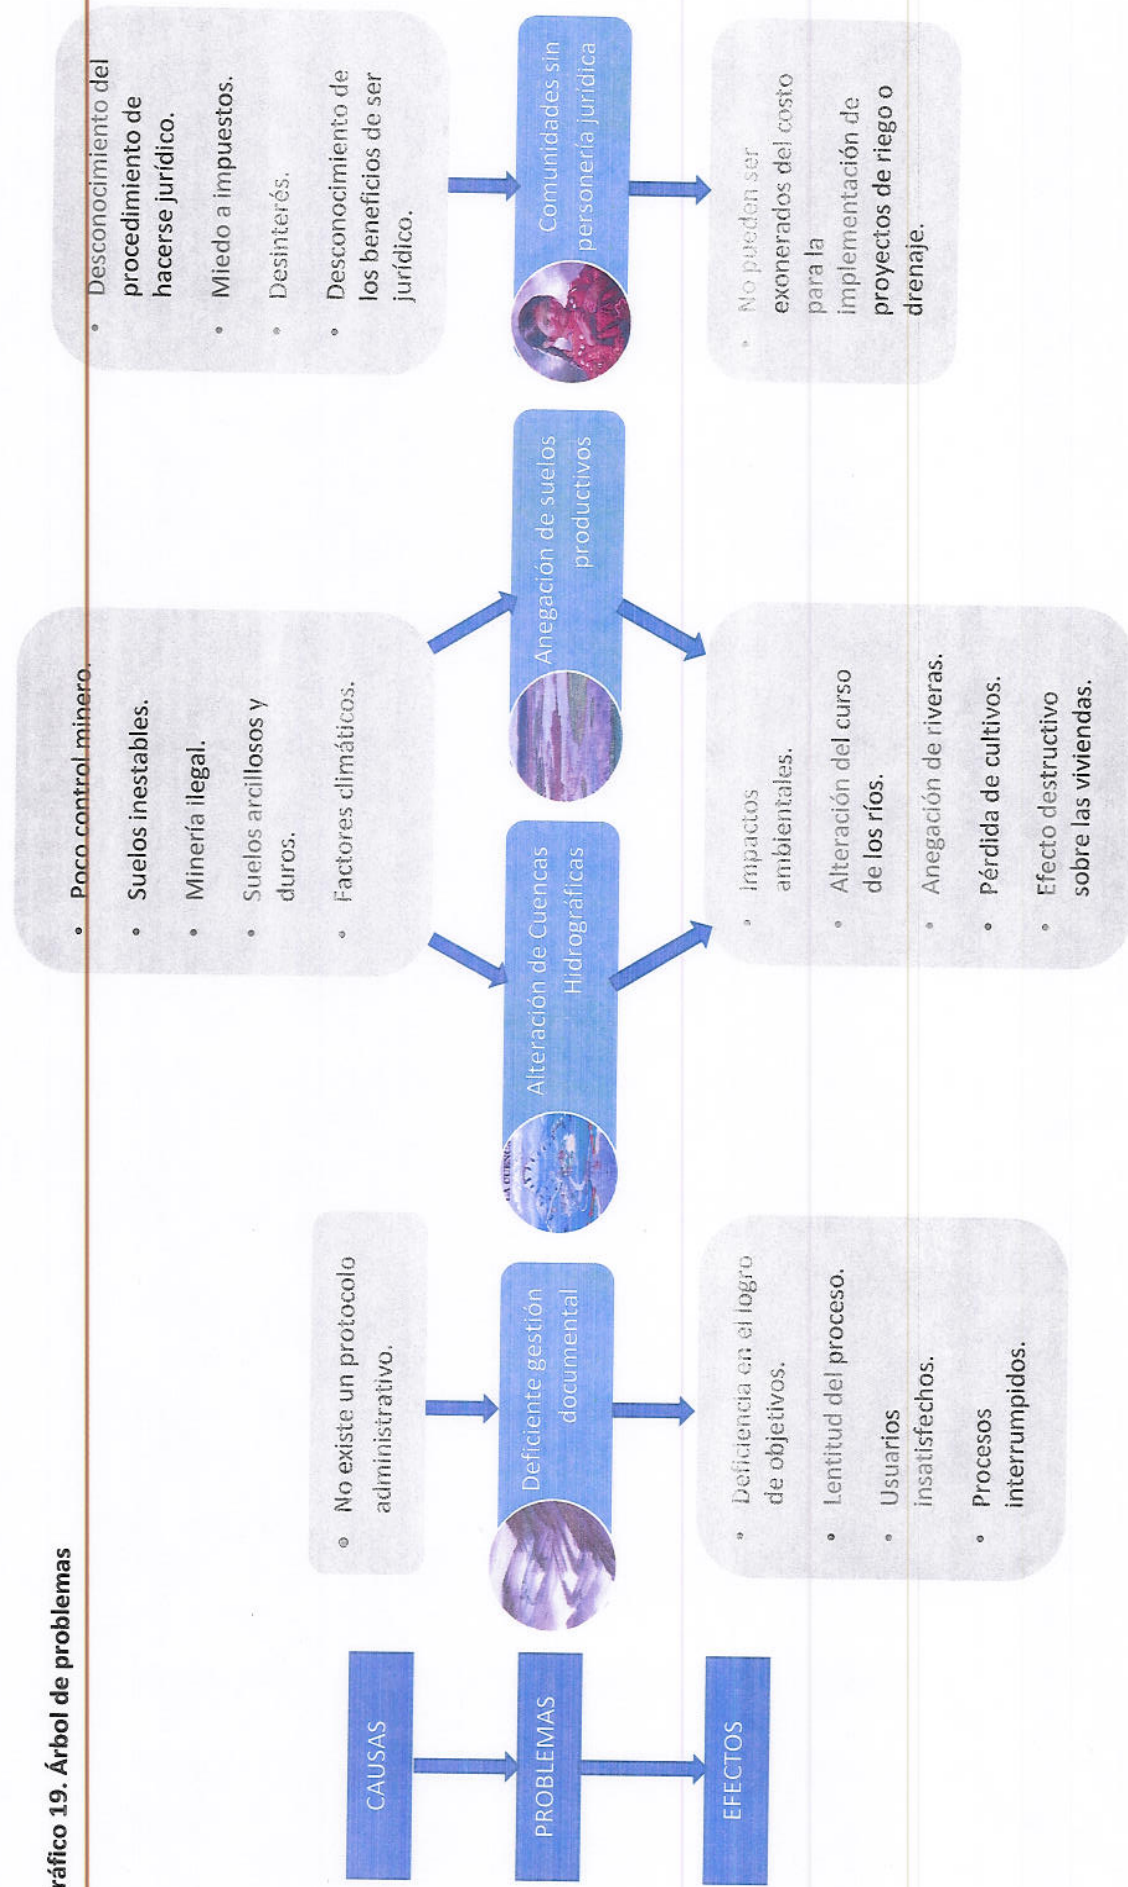 ráfico 19. Árbol de problemas
CAUSAS
PROBLEMAS
EFECTOS
• No existe un protocolo
administrativo.
Deficiente gestión
documental
• Deficiencia en el logro
de objetivos.
• Lentitud del proceso.
• Usuarios
insatisfechos.
• Procesos
interrumpidos.
• Poco control minero.
• Suelos inestables.
• Minería ilegal.
• Suelos arcillosos y
duros.
• Factores climáticos.
LA CUENCA
Alteración de Cuencas
Hidrográficas
Anegación de suelos
productivos
• Impactos
ambientales.
• Alteración del curso
de los ríos.
• Anegación de riveras.
• Pérdida de cultivos.
• Efecto destructivo
sobre las viviendas.
• Desconocimiento del
procedimiento de
hacerse jurídico.
• Miedo a impuestos.
• Desinterés.
• Desconocimiento de
los beneficios de ser
jurídico.
Comunidades sin
personería jurídica
• No pueden ser
exonerados del costo
para la
implementación de
proyectos de riego o
drenaje.